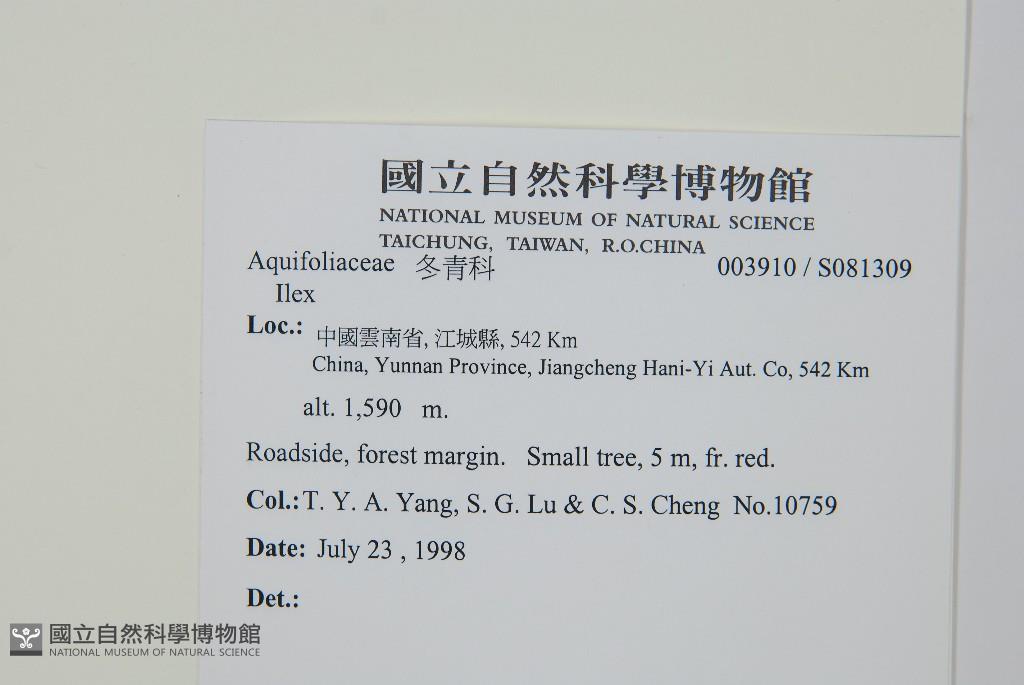 國立自然科學博物館
NATIONAL MUSEUM OF NATURAL SCIENCE
TAICHUNG, TAIWAN, R.O.CHINA
Aquifoliaceae 冬青科 003910 / S081309
Ilex
Loc.: 中國雲南省, 江城縣, 542 Km
China, Yunnan Province, Jiangcheng Hani-Yi Aut. Co, 542 Km
alt. 1,590 m.
Roadside, forest margin. Small tree, 5 m, fr. red.
Col.: T. Y. A. Yang, S. G. Lu & C. S. Cheng No.10759
Date: July 23 , 1998
Det.:
國立自然科學博物館
NATIONAL MUSEUM OF NATURAL SCIENCE